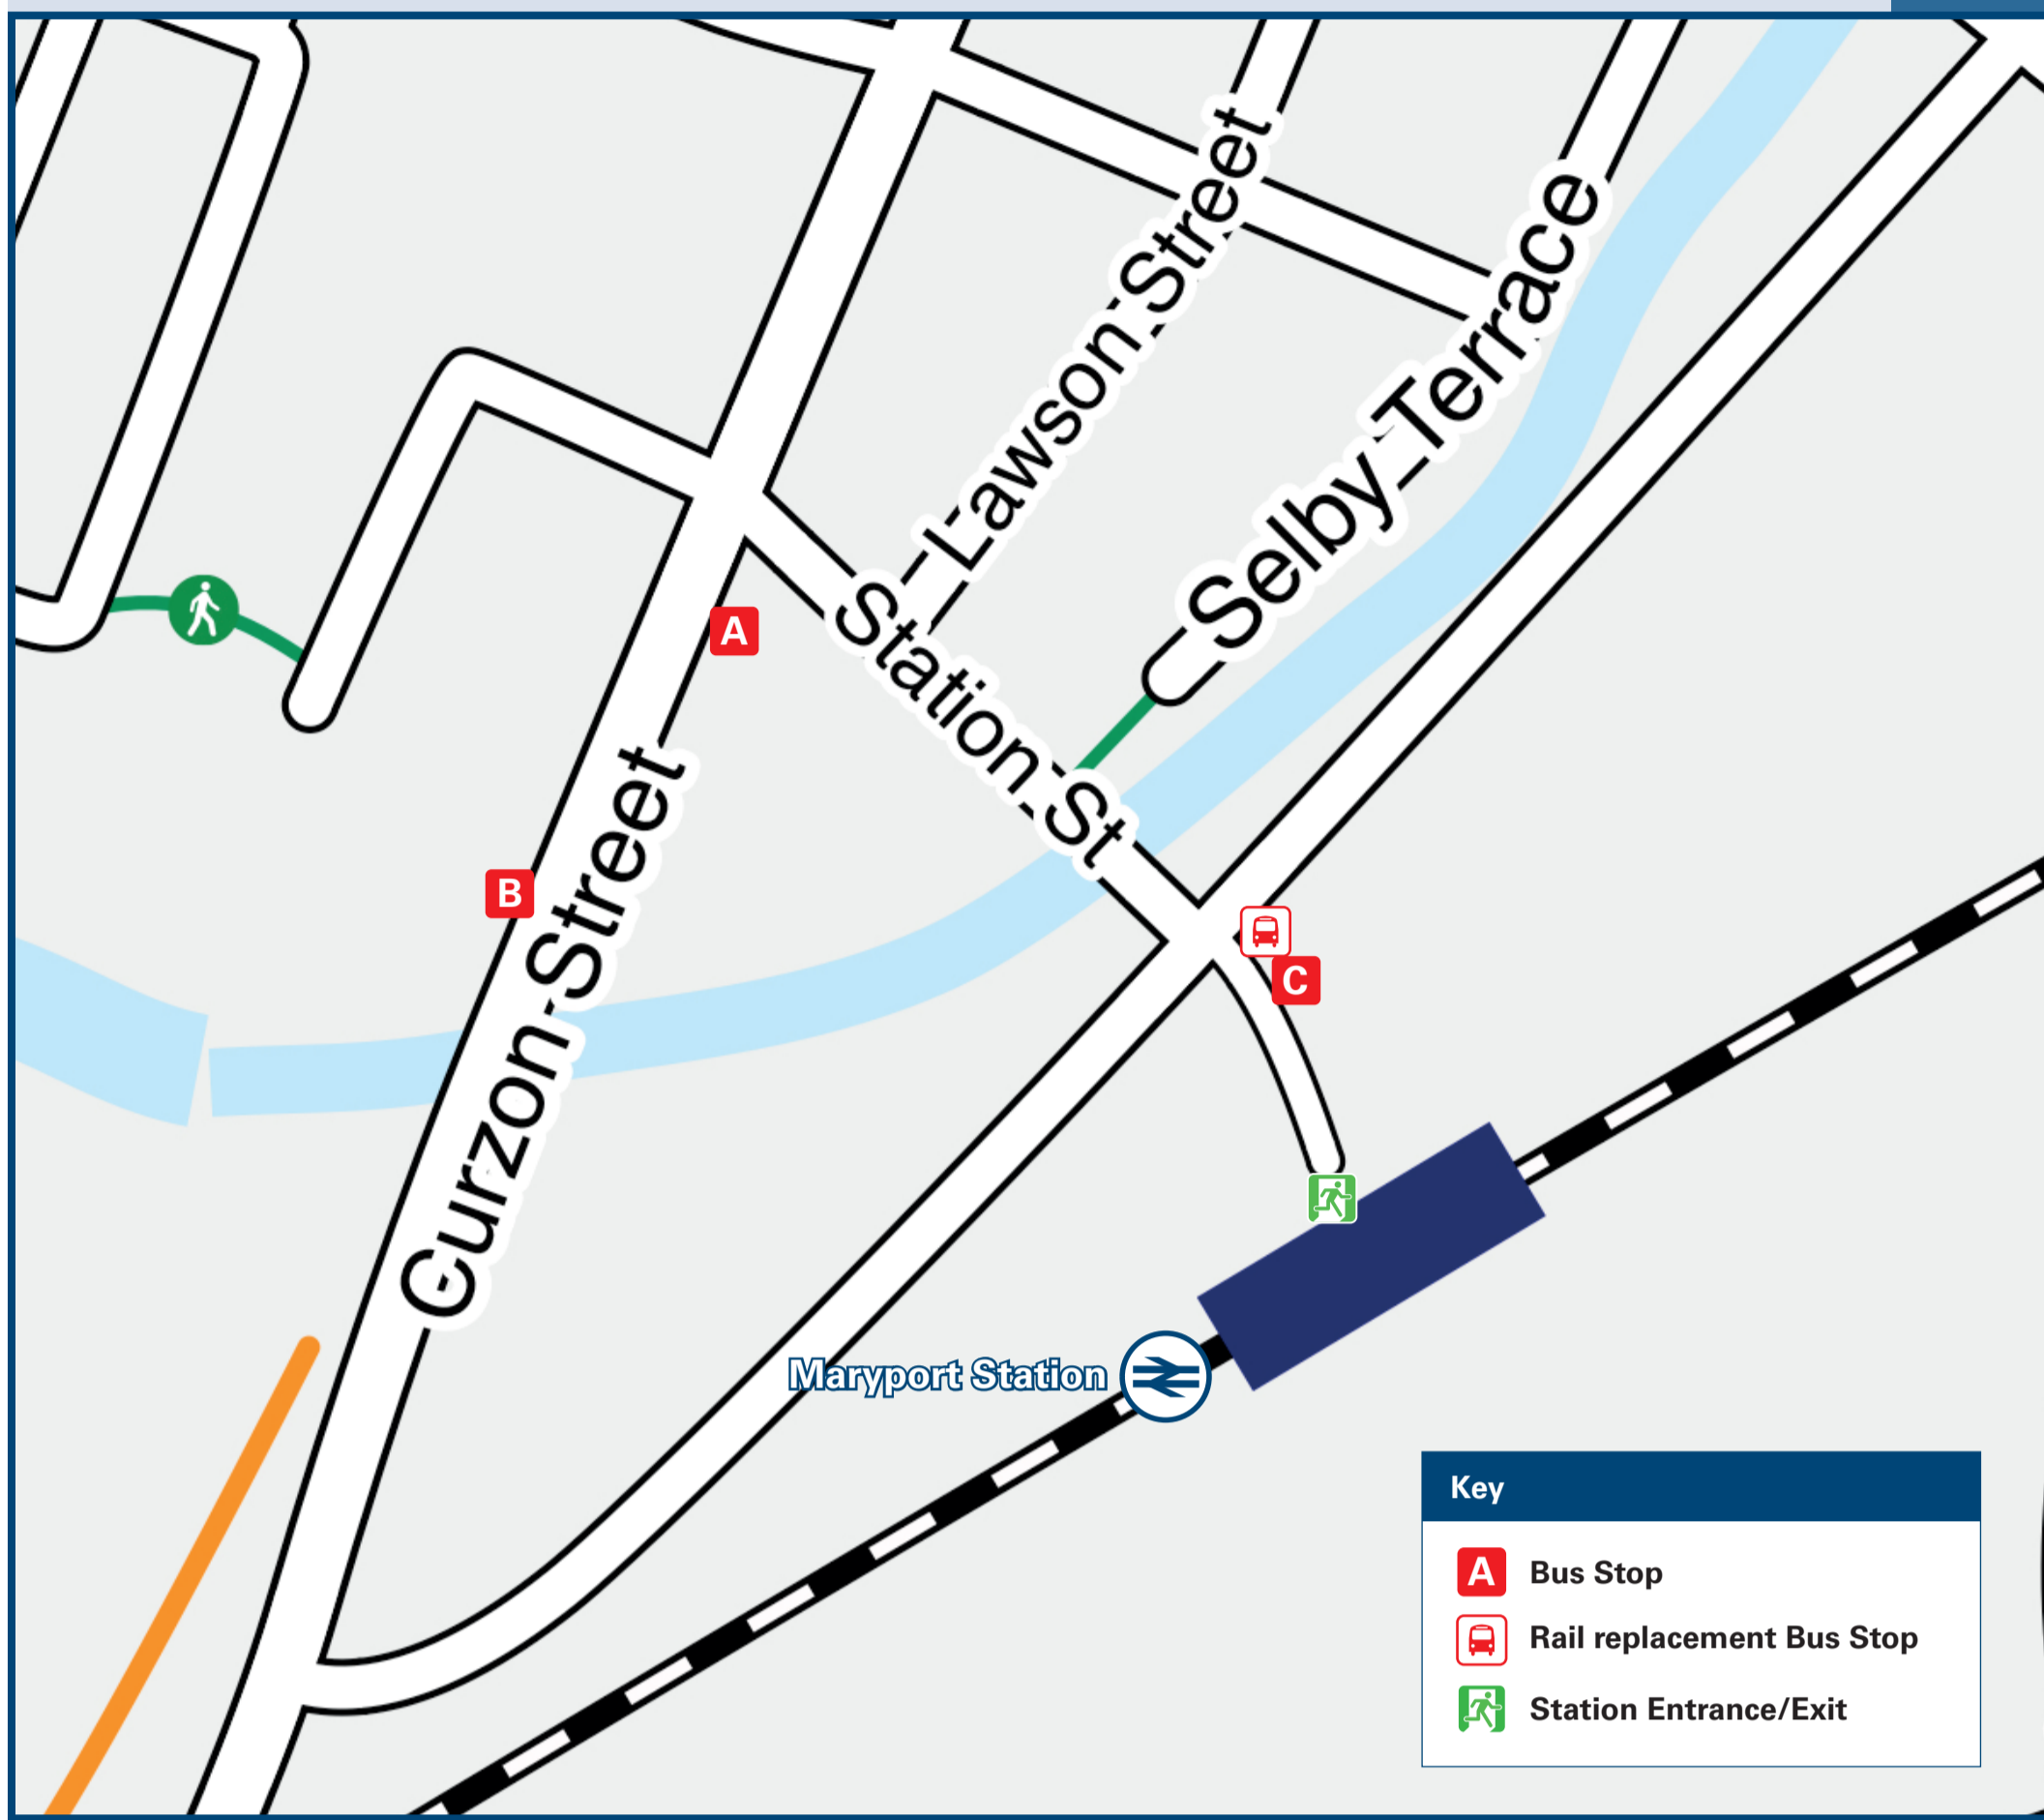 Lawson Street
Selby Terrace
A
Station St
B
Curzon Street
C
Maryport Station
Key
A Bus Stop
Rail replacement Bus Stop
Station Entrance/Exit